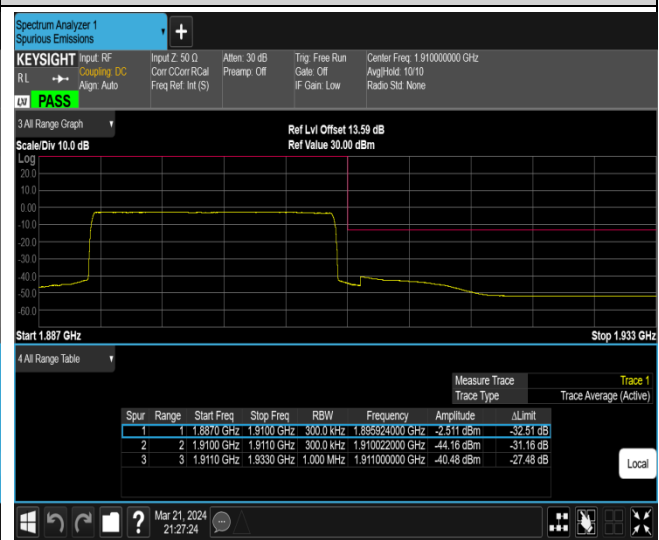 Spectrum Analyzer 1
Spurious Emissions
+
KEYSIGHT Input: RF Input Z: 50 Ω Atten: 30 dB Trig: Free Run Center Freq: 1.910000000 GHz
RL Coupling: DC Corr CCorr RCal Preamp: Off Gate: Off Avg|Hold: 10/10
Align: Auto Freq Ref: Int (S) IF Gain: Low Radio Std: None
LXI PASS
3 All Range Graph
Ref Lvl Offset 13.59 dB
Scale/Div 10.0 dB Ref Value 30.00 dBm
Log
20.0
10.0
0.00
-10.0
-20.0
-30.0
-40.0
-50.0
-60.0
Start 1.887 GHz Stop 1.933 GHz
4 All Range Table
Measure Trace Trace 1
Trace Type Trace Average (Active)
Spur Range Start Freq Stop Freq RBW Frequency Amplitude ΔLimit
1 1 1.8870 GHz 1.9100 GHz 300.0 kHz 1.895924000 GHz -2.511 dBm -32.51 dB
2 2 1.9100 GHz 1.9110 GHz 300.0 kHz 1.910022000 GHz -44.16 dBm -31.16 dB
3 3 1.9110 GHz 1.9330 GHz 1.000 MHz 1.911000000 GHz -40.48 dBm -27.48 dB
Local
? Mar 21, 2024
21:27:24